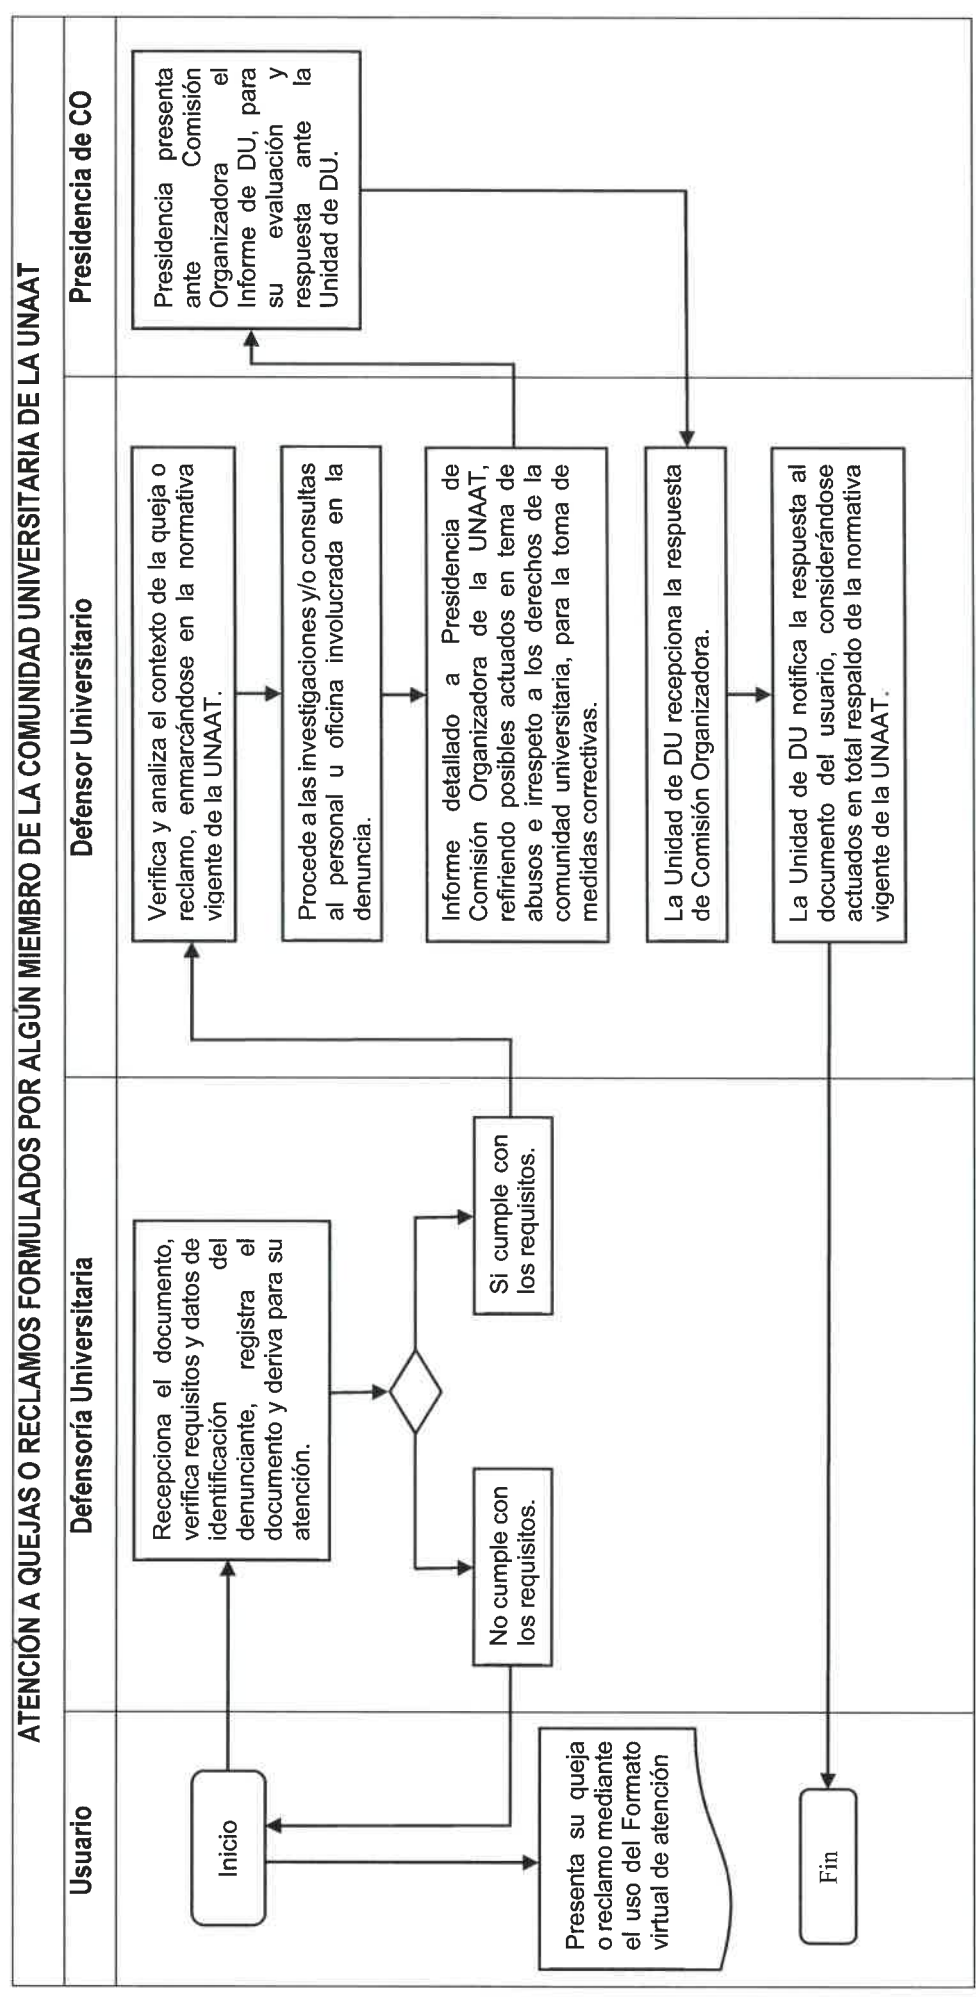 ATENCIÓN A QUEJAS O RECLAMOS FORMULADOS POR ALGÚN MIEMBRO DE LA COMUNIDAD UNIVERSITARIA DE LA UNAAT
Usuario
Defensoría Universitaria
Defensor Universitario
Presidencia de CO
Inicio
Presenta su queja
o reclamo mediante
el uso del Formato
virtual de atención
Fin
Recepciona el documento,
verifica requisitos y datos de
identificación del
denunciante, registra el
documento y deriva para su
atención.
No cumple con
los requisitos.
Si cumple con
los requisitos.
Verifica y analiza el contexto de la queja o
reclamo, enmarcándose en la normativa
vigente de la UNAAT.
Procede a las investigaciones y/o consultas
al personal u oficina involucrada en la
denuncia.
Informe detallado a Presidencia de
Comisión Organizadora de la UNAAT,
refiriendo posibles actuados en tema de
abusos e irrespeto a los derechos de la
comunidad universitaria, para la toma de
medidas correctivas.
La Unidad de DU recepciona la respuesta
de Comisión Organizadora.
La Unidad de DU notifica la respuesta al
documento del usuario, considerándose
actuados en total respaldo de la normativa
vigente de la UNAAT.
Presidencia presenta
ante Comisión
Organizadora el
Informe de DU, para
su evaluación y
respuesta ante la
Unidad de DU.